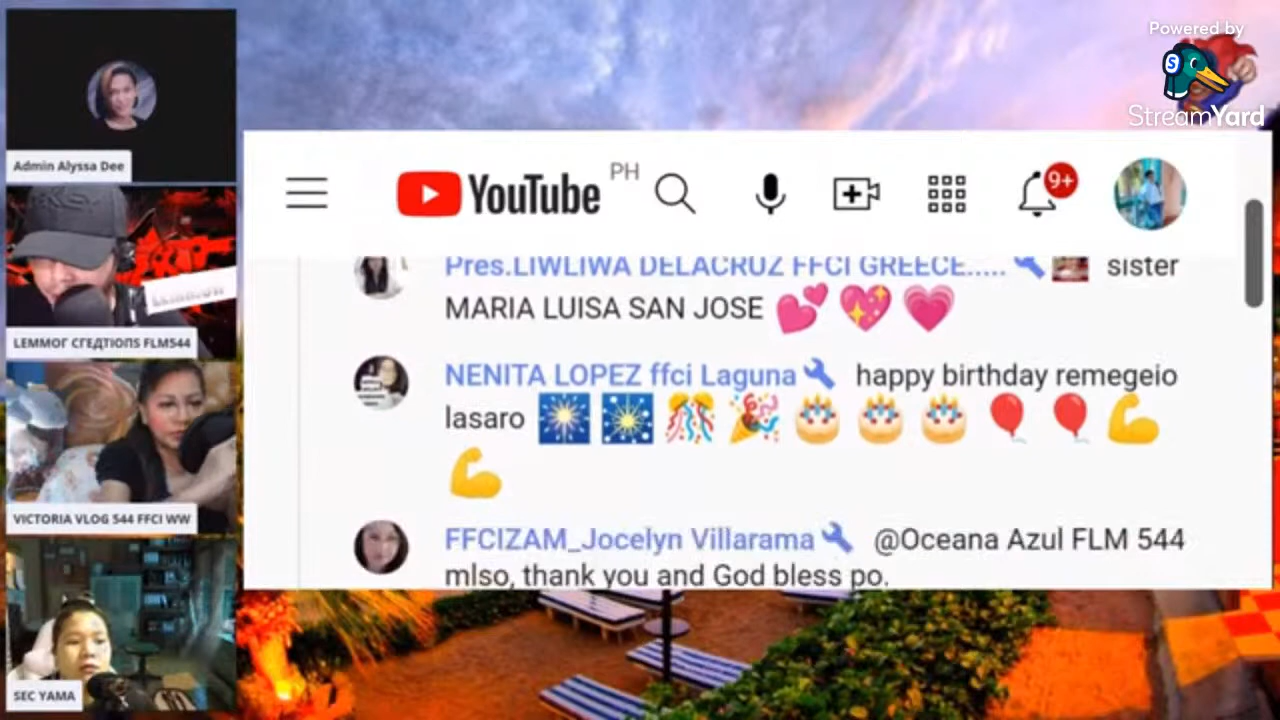 Powered by
StreamYard
Admin Alyssa Dee
LEMMOГ CГEДTIOПS FLM544
VICTORIA VLOG 544 FFCI WW
SEC YAMA
YouTube PH
9+
Pres.LIWLIWA DELACRUZ FFCI GREECE..... sister
MARIA LUISA SAN JOSE 💕 💖 💗
NENITA LOPEZ ffci Laguna happy birthday remegeio
lasaro 🎆 🎇 🎊 🎉 🎂 🎂 🎂 🎈 🎈 💪
💪
FFCIZAM_Jocelyn Villarama @Oceana Azul FLM 544
mlso, thank you and God bless po.